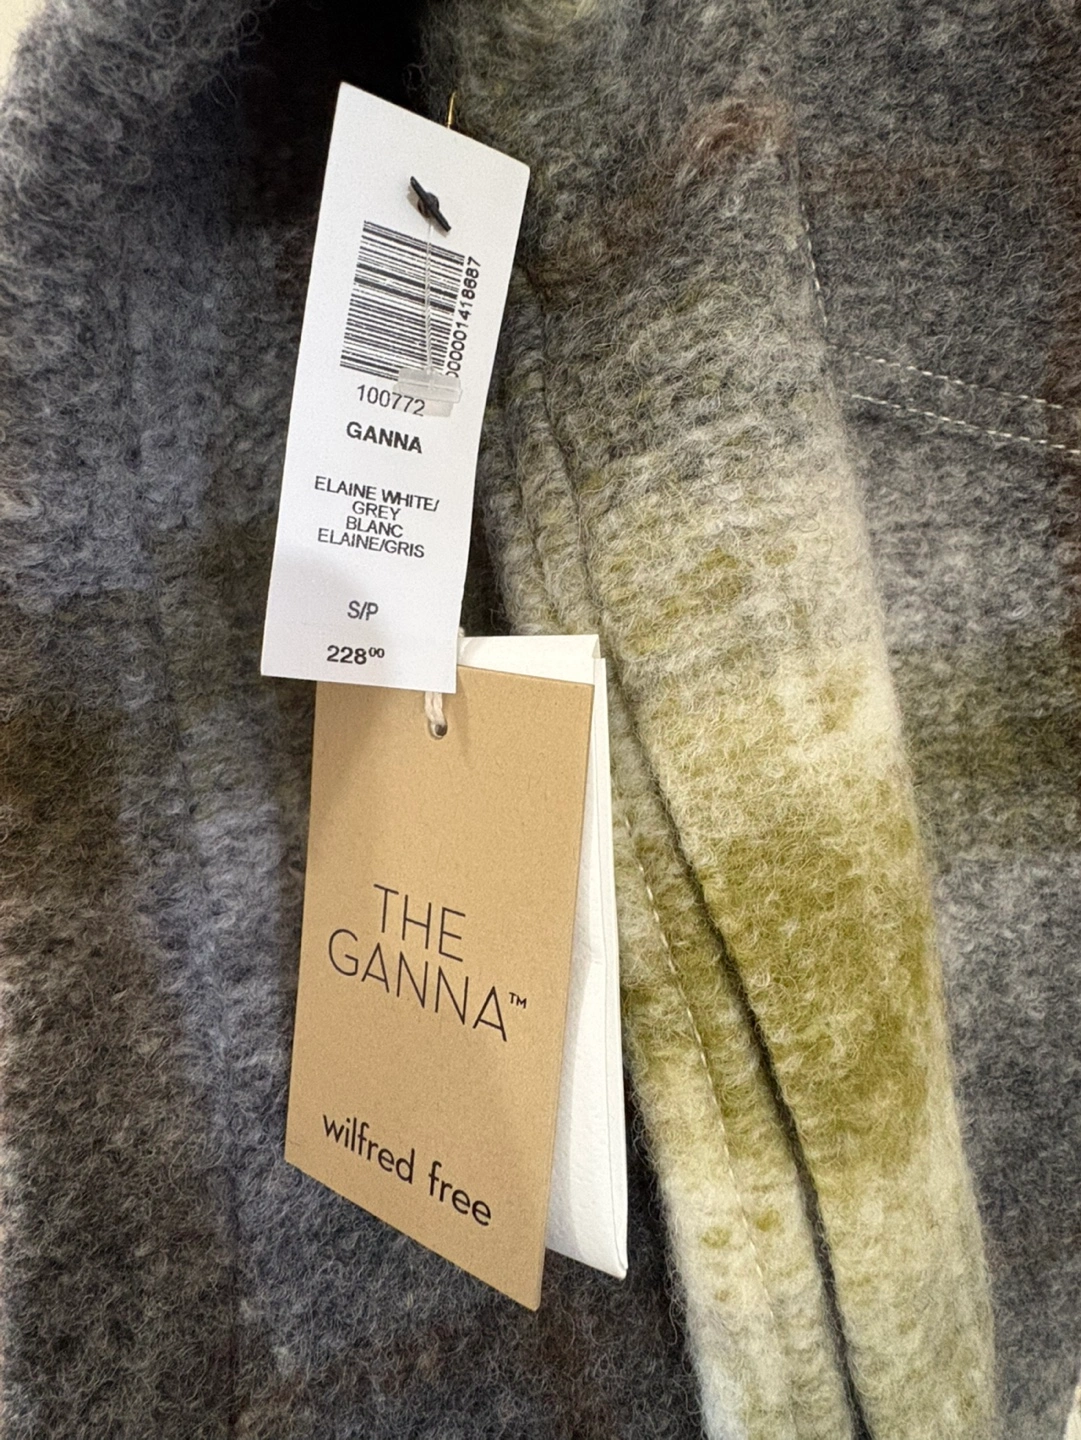 100772
GANNA
ELAINE WHITE/
GREY
BLANC
ELAINE/GRIS
S/P
228⁰⁰
THE
GANNA™
wilfred free